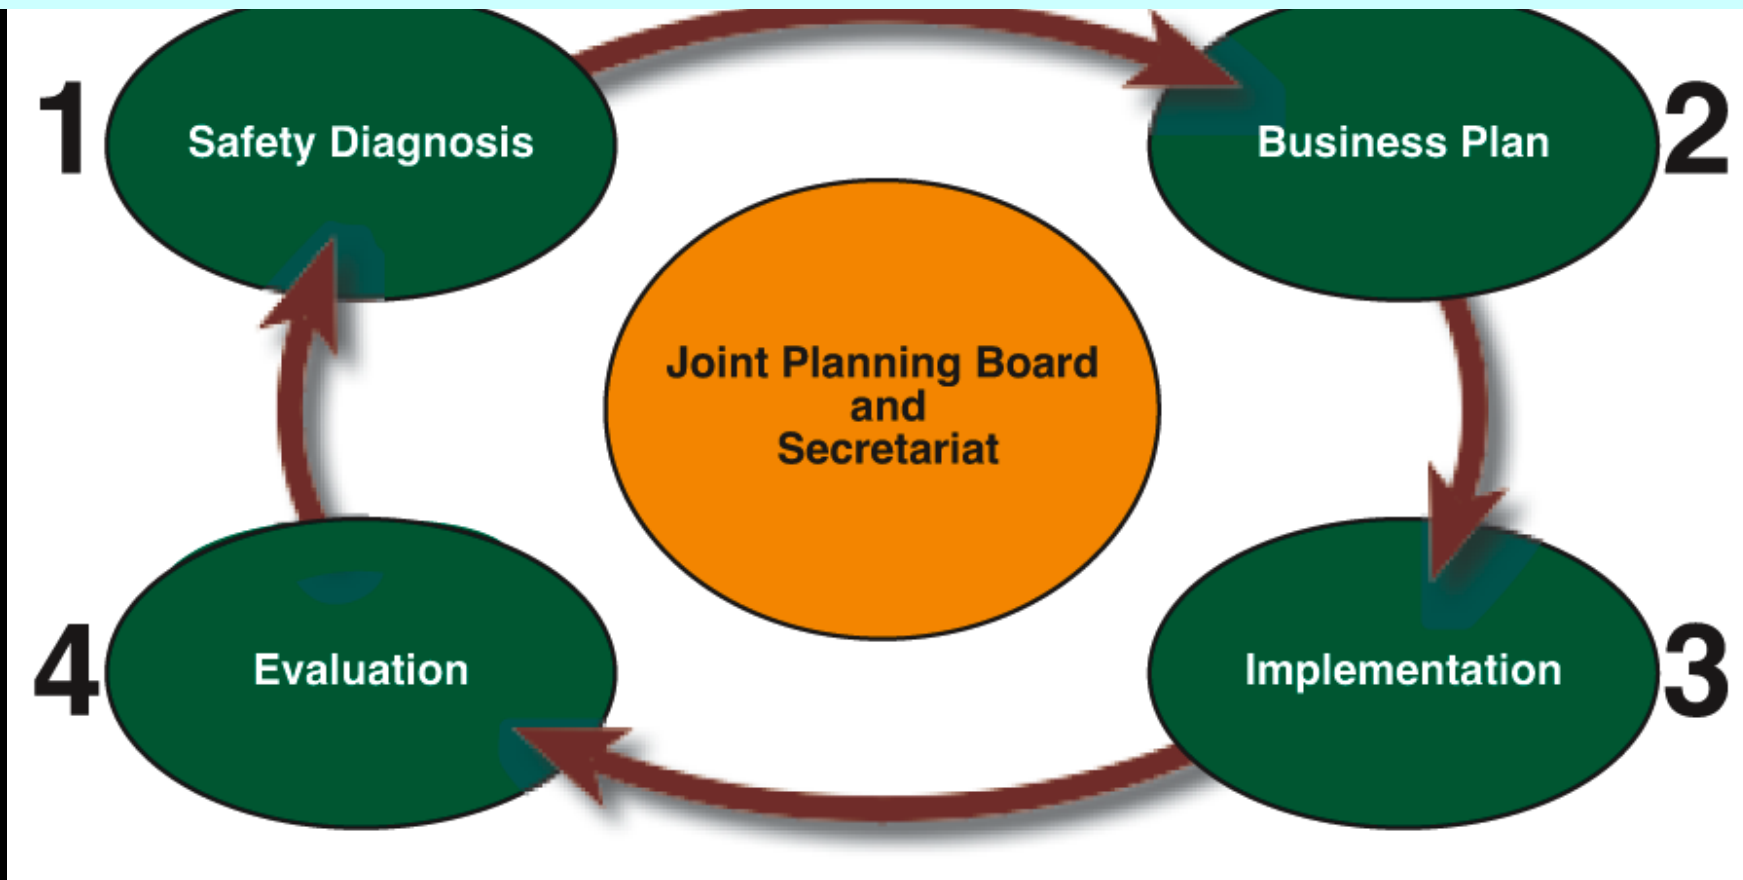 1
Safety Diagnosis
Business Plan
2
Joint Planning Board
and
Secretariat
4
Evaluation
Implementation
3